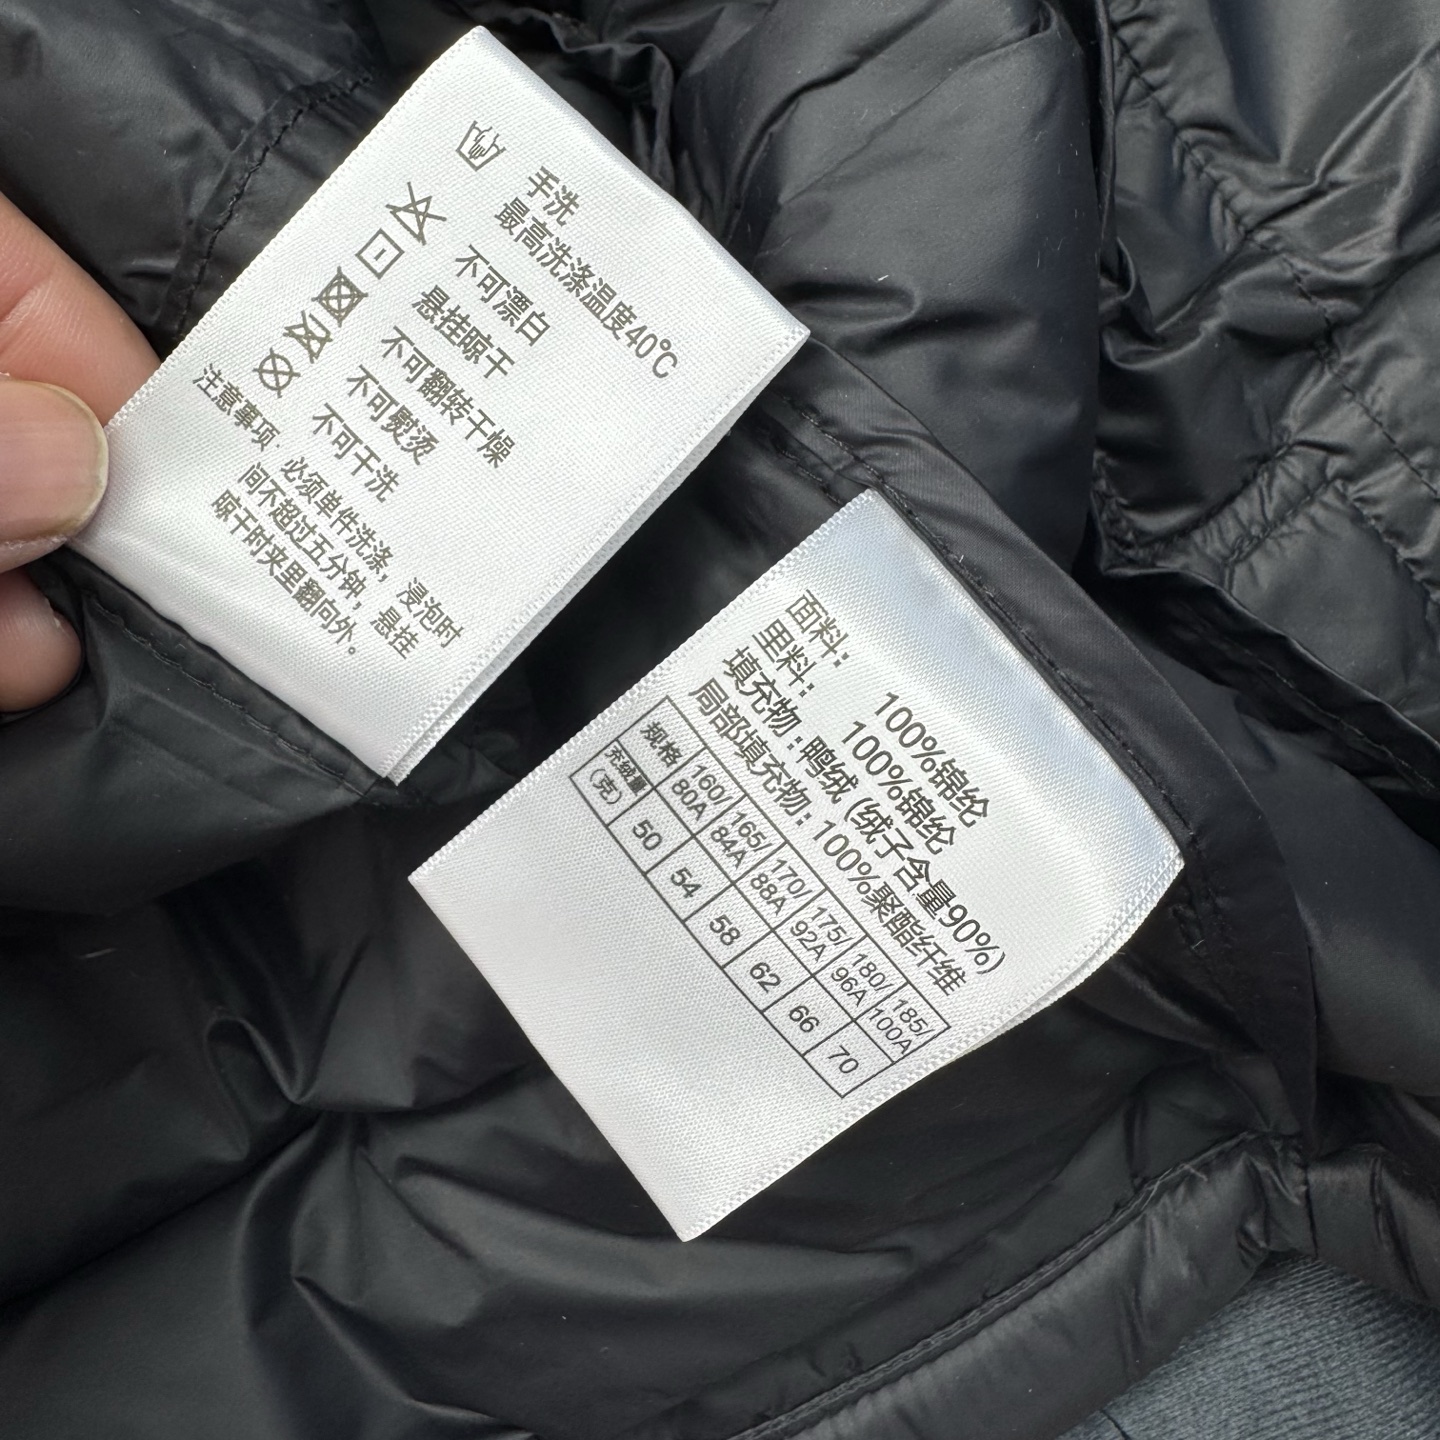 手洗
最高洗涤温度40℃
不可漂白
悬挂晾干
不可翻转干燥
不可熨烫
不可干洗
注意事项: 必须单件洗涤, 浸泡时
间不超过五分钟, 悬挂
晾干时夹里翻向外。
面料: 100%锦纶
里料: 100%锦纶
填充物: 鸭绒 (绒子含量90%)
局部填充物: 100%聚酯纤维
规格 160/80A 165/84A 170/88A 175/92A 180/96A 185/100A
充绒量(克) 50 54 58 62 66 70